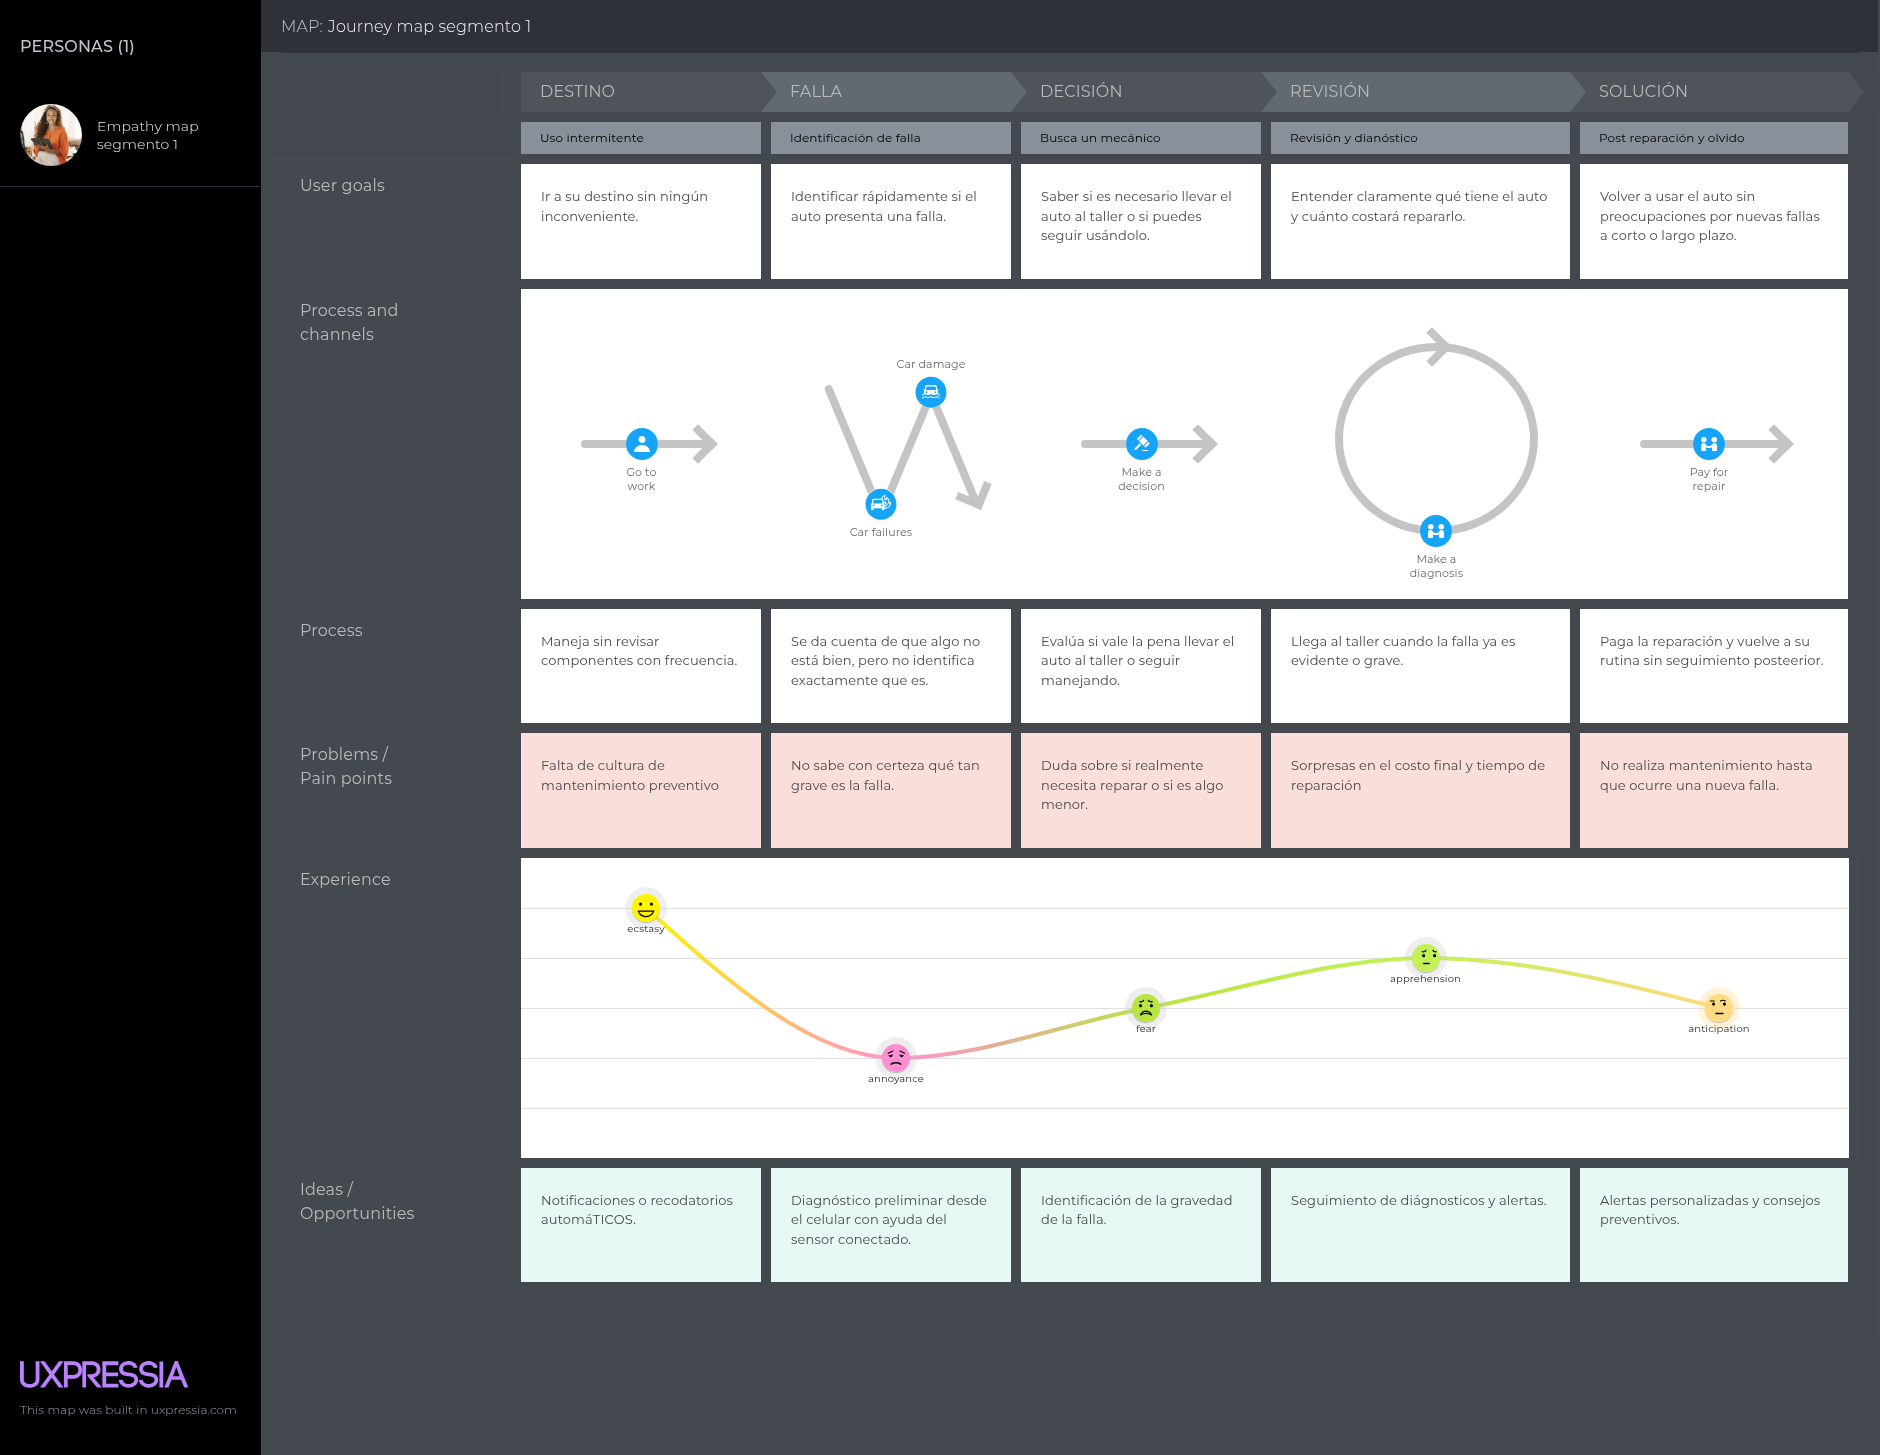 PERSONAS (1)
Empathy map
segmento 1
MAP: Journey map segmento 1
DESTINO
FALLA
DECISIÓN
REVISIÓN
SOLUCIÓN
Uso intermitente
Identificación de falla
Busca un mecánico
Revisión y dianóstico
Post reparación y olvido
User goals
Ir a su destino sin ningún
inconveniente.
Identificar rápidamente si el
auto presenta una falla.
Saber si es necesario llevar el
auto al taller o si puedes
seguir usándolo.
Entender claramente qué tiene el auto
y cuánto costará repararlo.
Volver a usar el auto sin
preocupaciones por nuevas fallas
a corto o largo plazo.
Process and
channels
Go to
work
Car damage
Car failures
Make a
decision
Make a
diagnosis
Pay for
repair
Process
Maneja sin revisar
componentes con frecuencia.
Se da cuenta de que algo no
está bien, pero no identifica
exactamente que es.
Evalúa si vale la pena llevar el
auto al taller o seguir
manejando.
Llega al taller cuando la falla ya es
evidente o grave.
Paga la reparación y vuelve a su
rutina sin seguimiento posteerior.
Problems /
Pain points
Falta de cultura de
mantenimiento preventivo
No sabe con certeza qué tan
grave es la falla.
Duda sobre si realmente
necesita reparar o si es algo
menor.
Sorpresas en el costo final y tiempo de
reparación
No realiza mantenimiento hasta
que ocurre una nueva falla.
Experience
ecstasy
annoyance
fear
apprehension
anticipation
Ideas /
Opportunities
Notificaciones o recodatorios
automáTICOS.
Diagnóstico preliminar desde
el celular con ayuda del
sensor conectado.
Identificación de la gravedad
de la falla.
Seguimiento de diágnosticos y alertas.
Alertas personalizadas y consejos
preventivos.
UXPRESSIA
This map was built in uxpressia.com